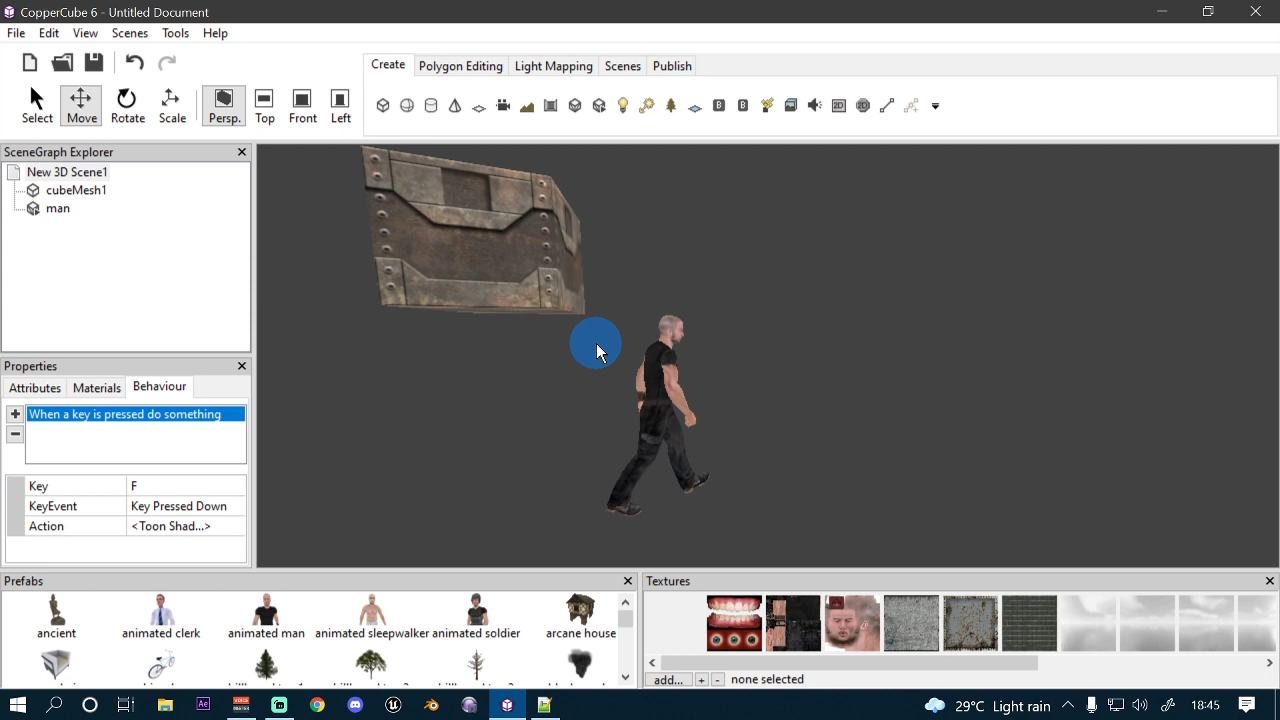 CopperCube 6 - Untitled Document
File Edit View Scenes Tools Help
Create Polygon Editing Light Mapping Scenes Publish
Select Move Rotate Scale Persp. Top Front Left
B B 2D 2D
SceneGraph Explorer
New 3D Scene1
cubeMesh1
man
Properties
Attributes Materials Behaviour
When a key is pressed do something
Key F
KeyEvent Key Pressed Down
Action <Toon Shad...>
Prefabs
ancient animated clerk animated man animated sleepwalker animated soldier arcane house
Textures
add... + - none selected
29°C Light rain 18:45